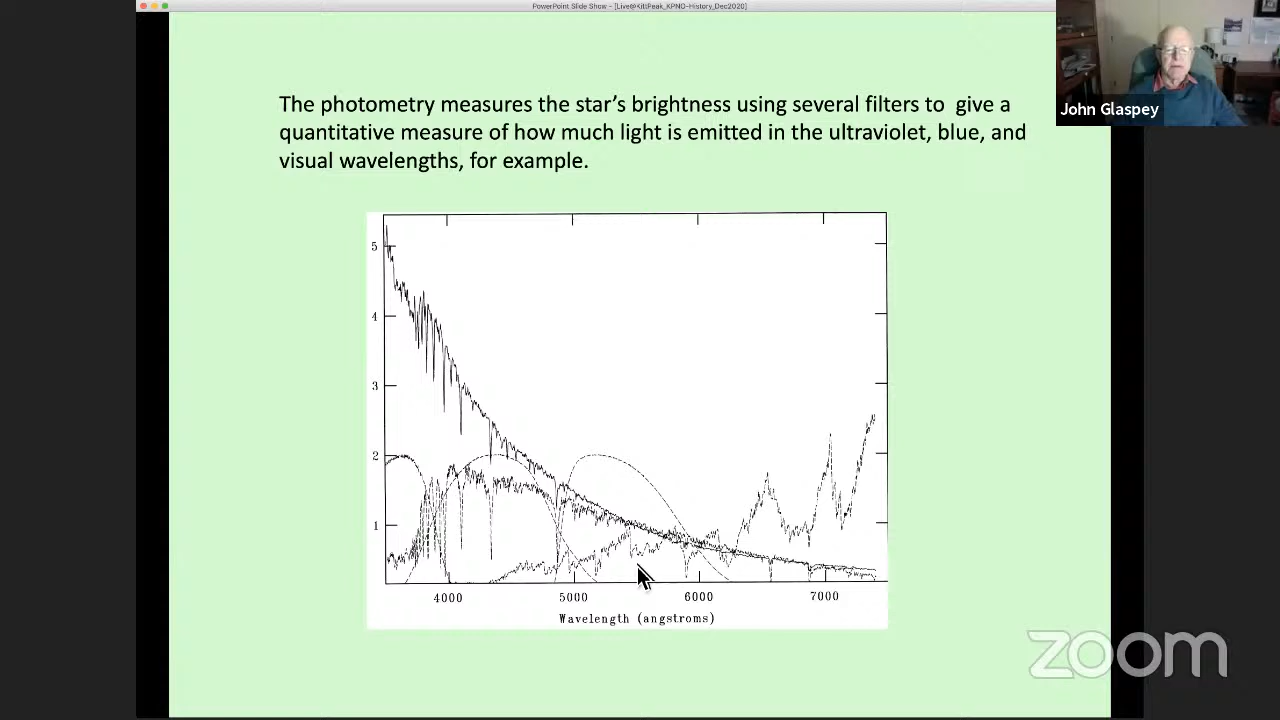 PowerPoint Slide Show - [Live@KittPeak_KPNO-History_Dec2020]
John Glaspey
The photometry measures the star's brightness using several filters to  give a
quantitative measure of how much light is emitted in the ultraviolet, blue, and
visual wavelengths, for example.
5
4
3
2
1
4000 5000 6000 7000
Wavelength (angstroms)
zoom